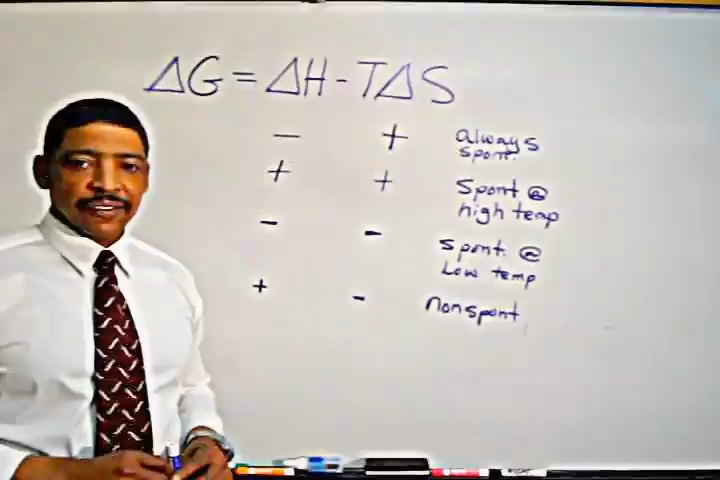 ΔG = ΔH - TΔS
- + always
spont.
+ + spont @
high temp
- - spont. @
Low temp
+ - nonspont